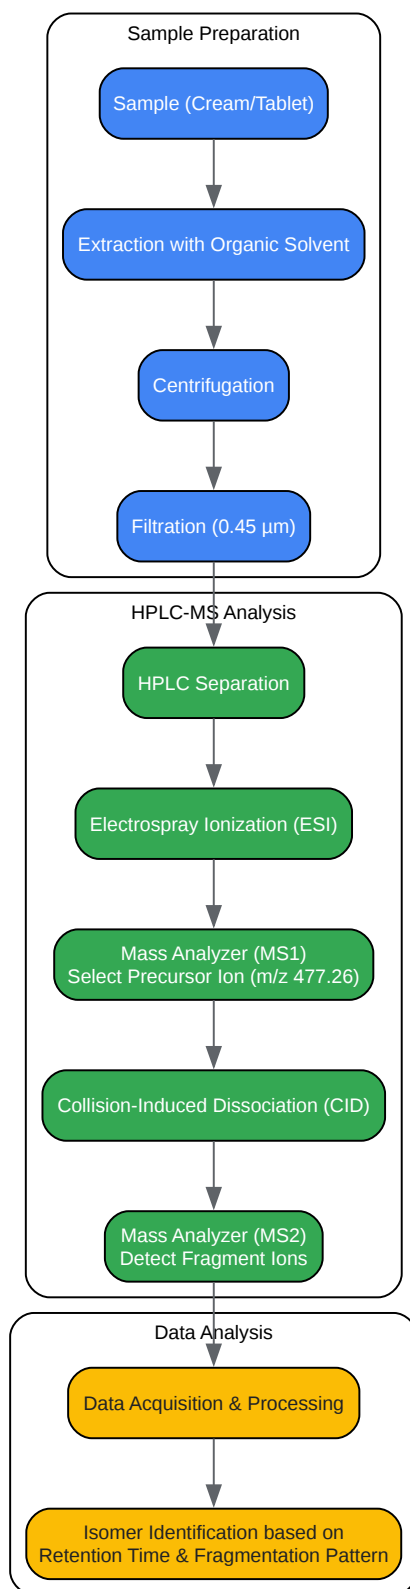 Sample Preparation
Sample (Cream/Tablet)
Extraction with Organic Solvent
Centrifugation
Filtration (0.45 µm)
HPLC-MS Analysis
HPLC Separation
Electrospray Ionization (ESI)
Mass Analyzer (MS1)
Select Precursor Ion (m/z 477.26)
Collision-Induced Dissociation (CID)
Mass Analyzer (MS2)
Detect Fragment Ions
Data Analysis
Data Acquisition & Processing
Isomer Identification based on
Retention Time & Fragmentation Pattern